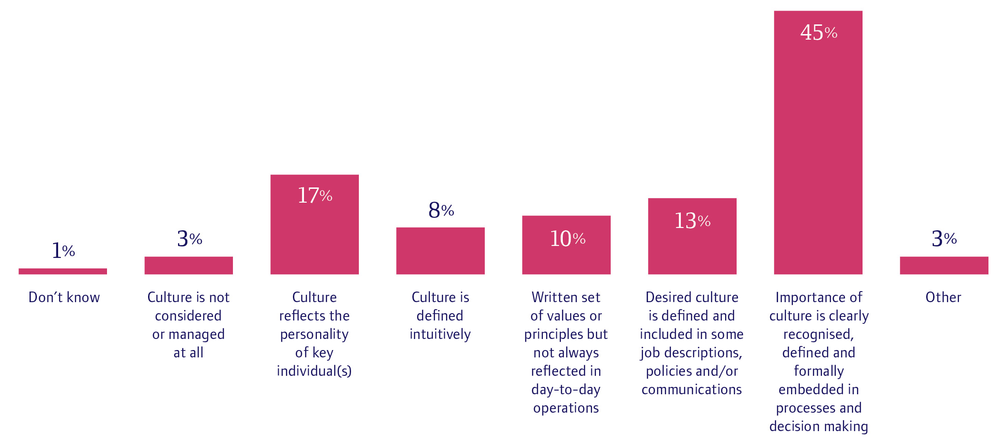 45%
17%
8%
13%
10%
3%
3%
1%
Don’t know
Culture is not
considered
or managed
at all
Culture
reflects the
personality
of key
individual(s)
Culture is
defined
intuitively
Written set
of values or
principles but
not always
reflected in
day-to-day
operations
Desired culture
is defined and
included in some
job descriptions,
policies and/or
communications
Importance of
culture is clearly
recognised,
defined and
formally
embedded in
processes and
decision making
Other